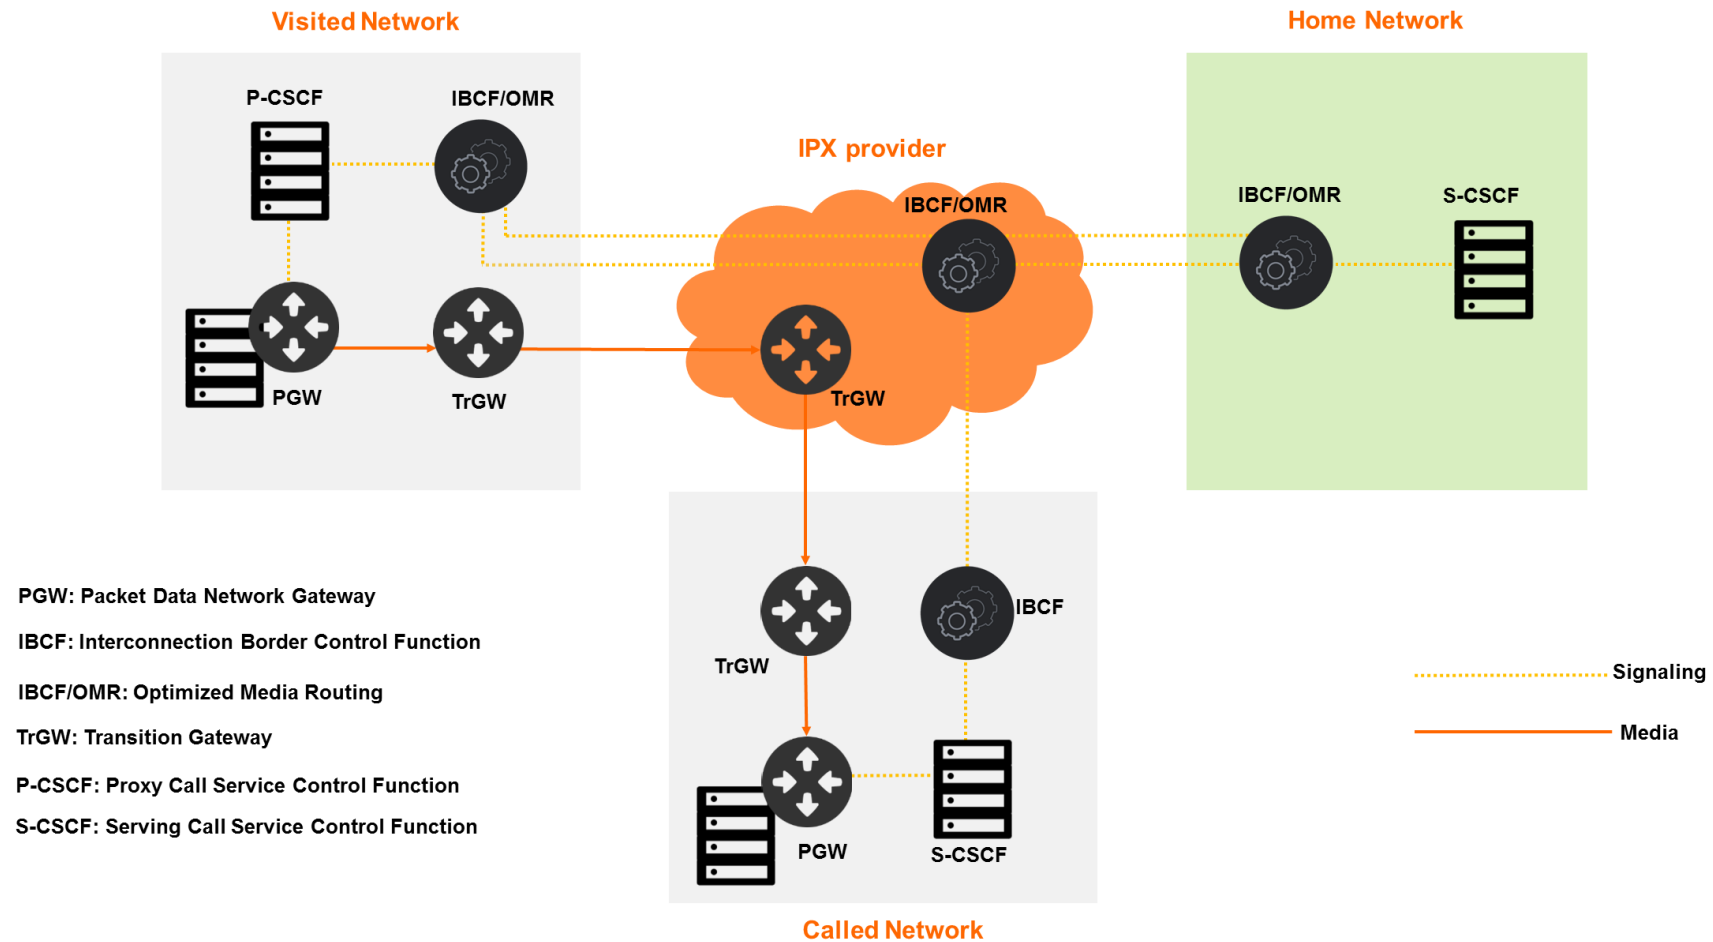 Visited Network
Home Network
P-CSCF
IBCF/OMR
IPX provider
IBCF/OMR
IBCF/OMR
S-CSCF
PGW
TrGW
TrGW
PGW: Packet Data Network Gateway
IBCF: Interconnection Border Control Function
IBCF/OMR: Optimized Media Routing
TrGW: Transition Gateway
P-CSCF: Proxy Call Service Control Function
S-CSCF: Serving Call Service Control Function
IBCF
TrGW
PGW
S-CSCF
Called Network
Signaling
Media